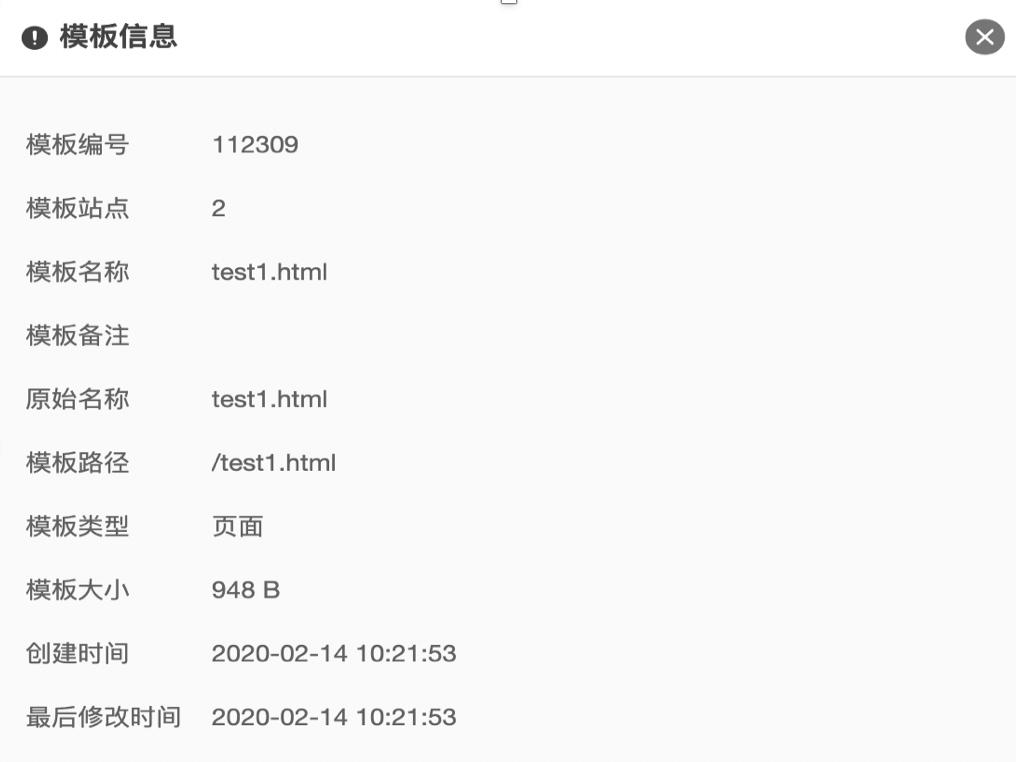 模板信息
模板编号 112309
模板站点 2
模板名称 test1.html
模板备注
原始名称 test1.html
模板路径 /test1.html
模板类型 页面
模板大小 948 B
创建时间 2020-02-14 10:21:53
最后修改时间 2020-02-14 10:21:53